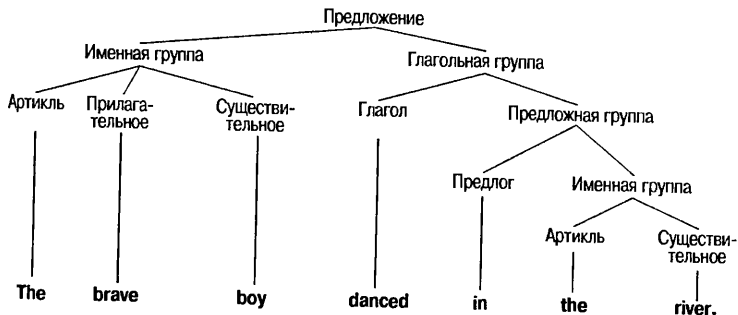 Предложение
Именная группа
Глагольная группа
Артикль
Прилага-
тельное
Существи-
тельное
Глагол
Предложная группа
Предлог
Именная группа
Артикль
Существи-
тельное
The brave boy danced in the river.